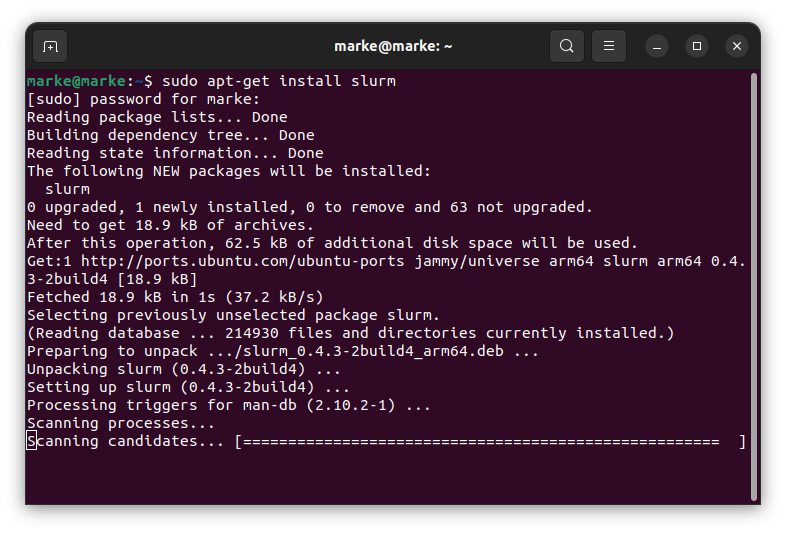 marke@marke: ~
marke@marke:~$ sudo apt-get install slurm
[sudo] password for marke:
Reading package lists... Done
Building dependency tree... Done
Reading state information... Done
The following NEW packages will be installed:
  slurm
0 upgraded, 1 newly installed, 0 to remove and 63 not upgraded.
Need to get 18.9 kB of archives.
After this operation, 62.5 kB of additional disk space will be used.
Get:1 http://ports.ubuntu.com/ubuntu-ports jammy/universe arm64 slurm arm64 0.4.
3-2build4 [18.9 kB]
Fetched 18.9 kB in 1s (37.2 kB/s)
Selecting previously unselected package slurm.
(Reading database ... 214930 files and directories currently installed.)
Preparing to unpack .../slurm_0.4.3-2build4_arm64.deb ...
Unpacking slurm (0.4.3-2build4) ...
Setting up slurm (0.4.3-2build4) ...
Processing triggers for man-db (2.10.2-1) ...
Scanning processes...
Scanning candidates... [=====================================================  ]